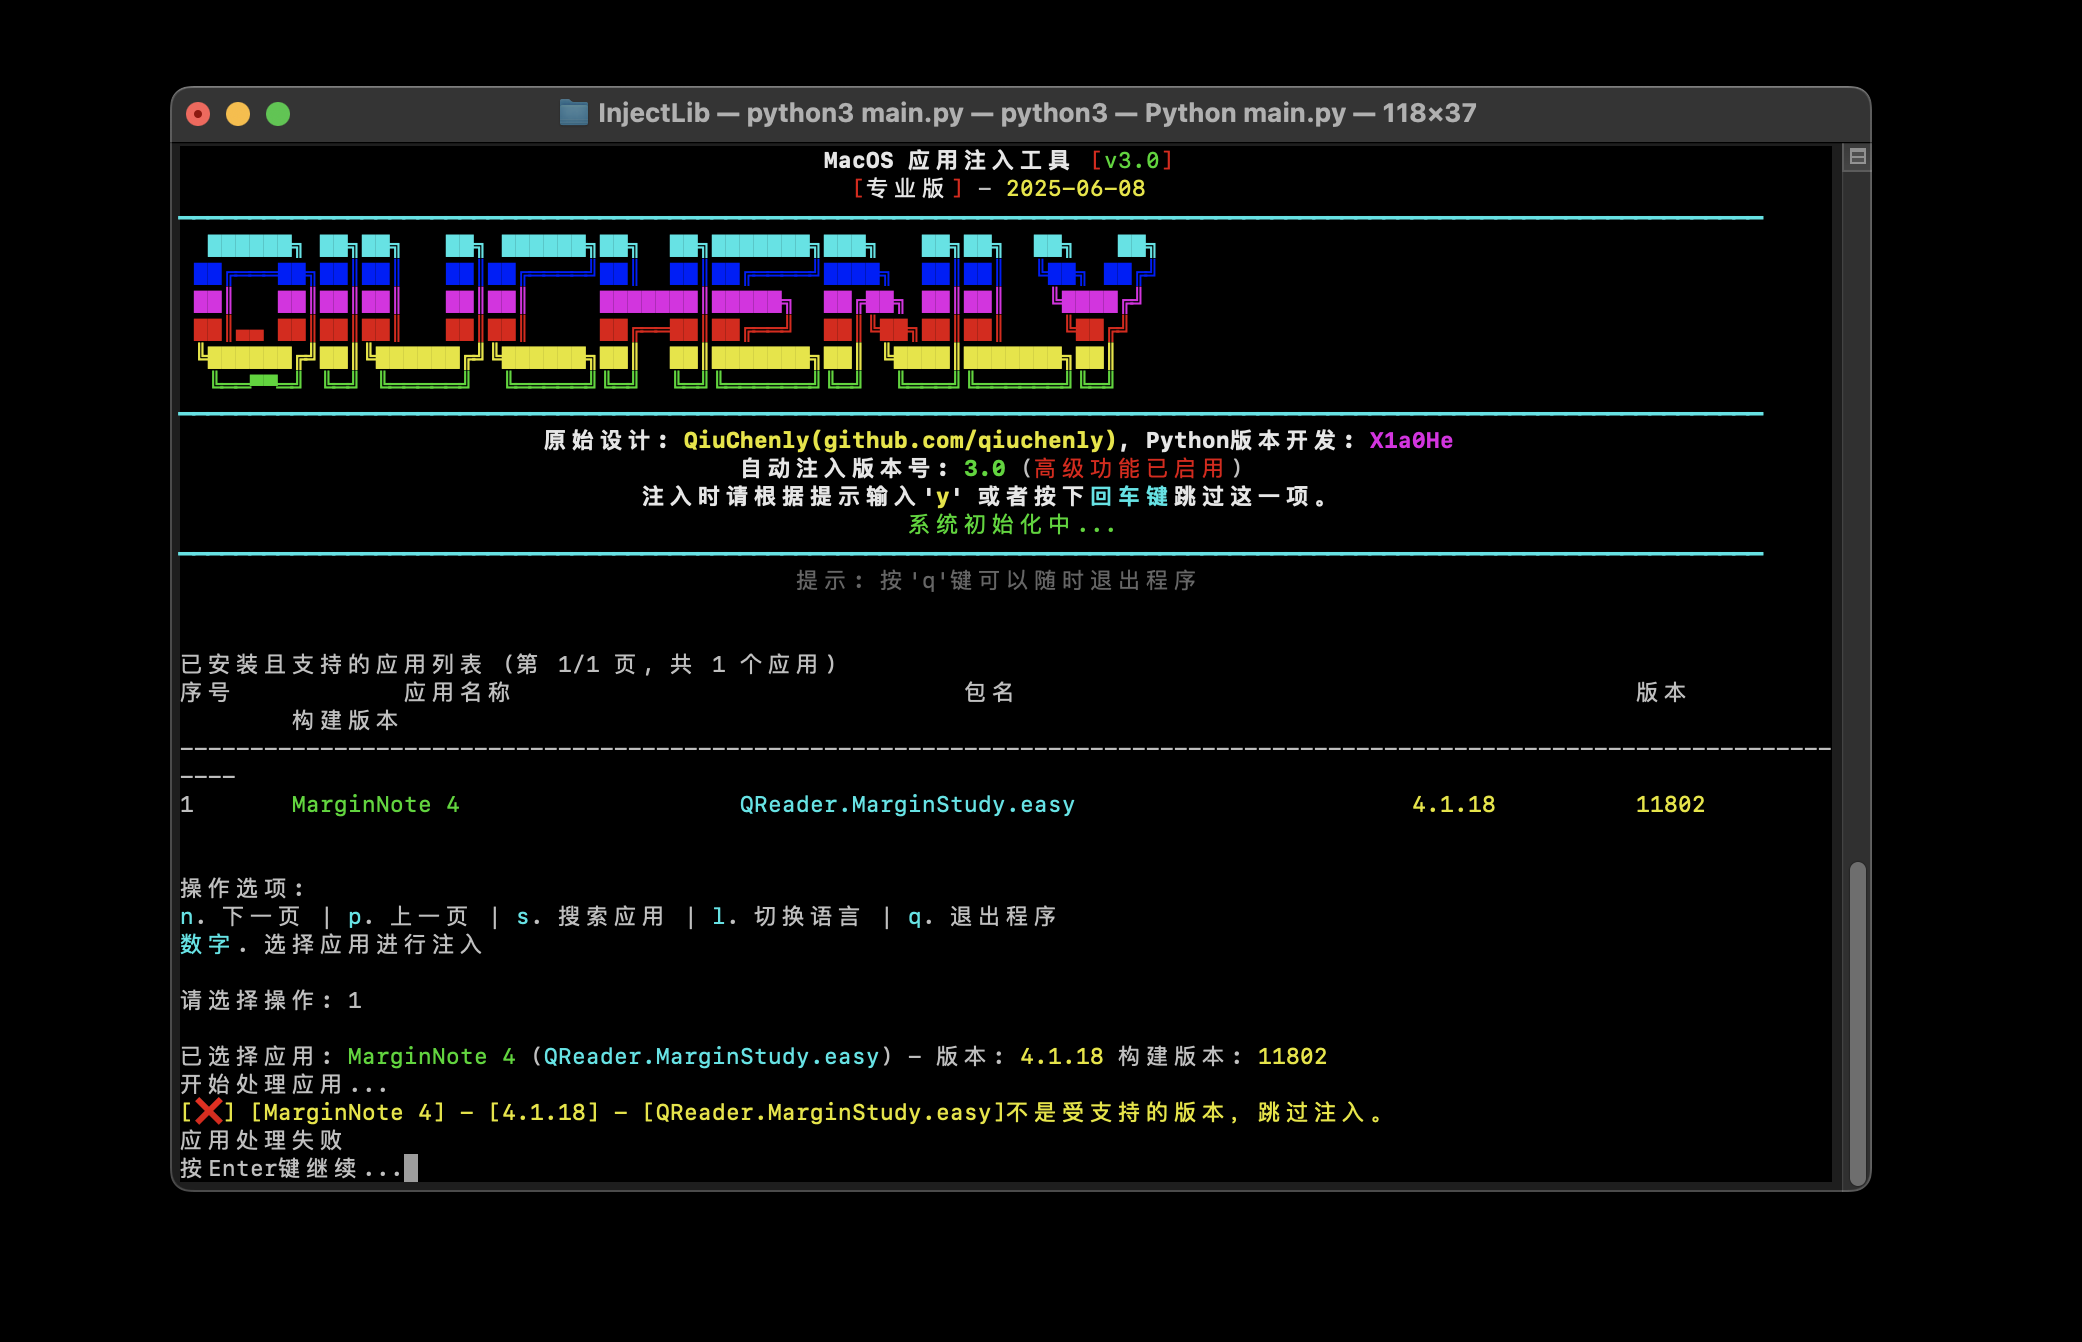 InjectLib — python3 main.py — python3 — Python main.py — 118×37
MacOS 应用注入工具 [v3.0]
[专业版] - 2025-06-08
QIUCHENLY
原始设计: QiuChenly(github.com/qiuchenly), Python版本开发: X1a0He
自动注入版本号: 3.0 (高级功能已启用)
注入时请根据提示输入'y' 或者按下回车键跳过这一项。
系统初始化中...
提示: 按'q'键可以随时退出程序
已安装且支持的应用列表 (第 1/1 页, 共 1 个应用)
序号 应用名称 包名 版本
构建版本
----------------------------------------------------------------------------------------------------------------------
----
1 MarginNote 4 QReader.MarginStudy.easy 4.1.18 11802
操作选项:
n. 下一页 | p. 上一页 | s. 搜索应用 | l. 切换语言 | q. 退出程序
数字. 选择应用进行注入
请选择操作: 1
已选择应用: MarginNote 4 (QReader.MarginStudy.easy) - 版本: 4.1.18 构建版本: 11802
开始处理应用...
[❌] [MarginNote 4] - [4.1.18] - [QReader.MarginStudy.easy]不是受支持的版本, 跳过注入。
应用处理失败
按Enter键继续...